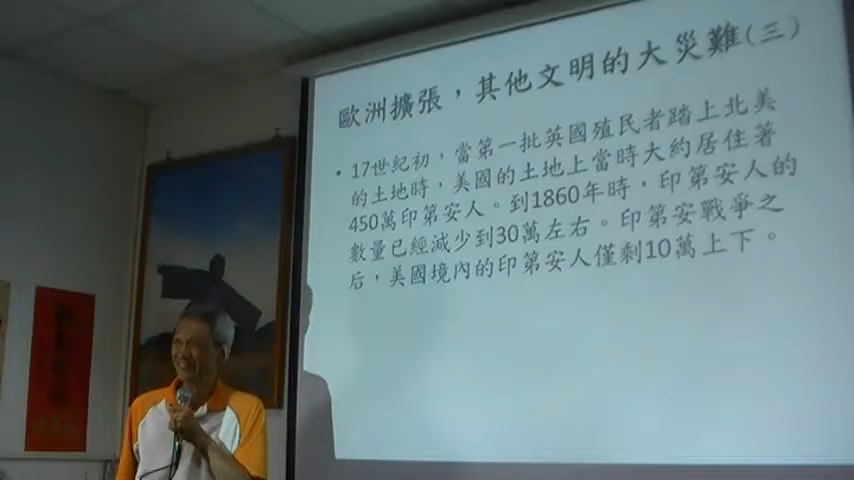 歐洲擴張，其他文明的大災難(三)
• 17世紀初，當第一批英國殖民者踏上北美
的土地時，美國的土地上當時大約居住著
450萬印第安人。到1860年時，印第安人的
數量已經減少到30萬左右。印第安戰爭之
后，美國境內的印第安人僅剩10萬上下。